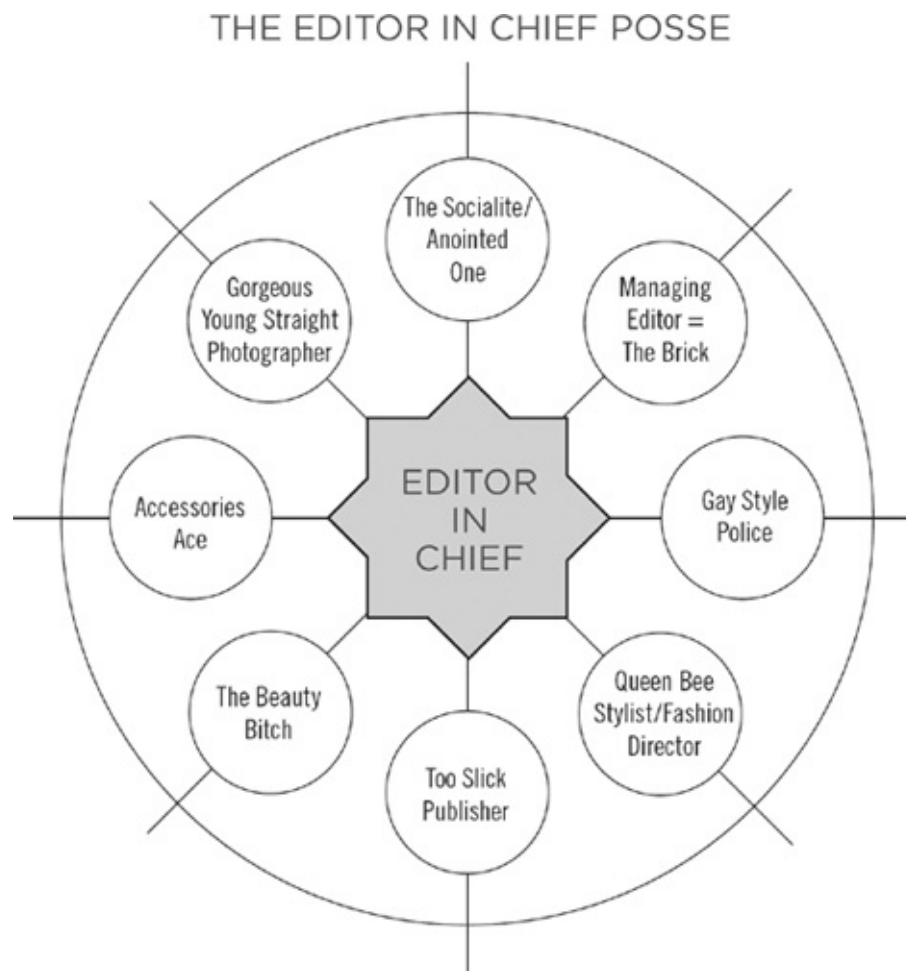 THE EDITOR IN CHIEF POSSE
The Socialite/
Anointed
One
Gorgeous
Young Straight
Photographer
Managing
Editor =
The Brick
Accessories
Ace
EDITOR
IN
CHIEF
Gay Style
Police
The Beauty
Bitch
Queen Bee
Stylist/Fashion
Director
Too Slick
Publisher